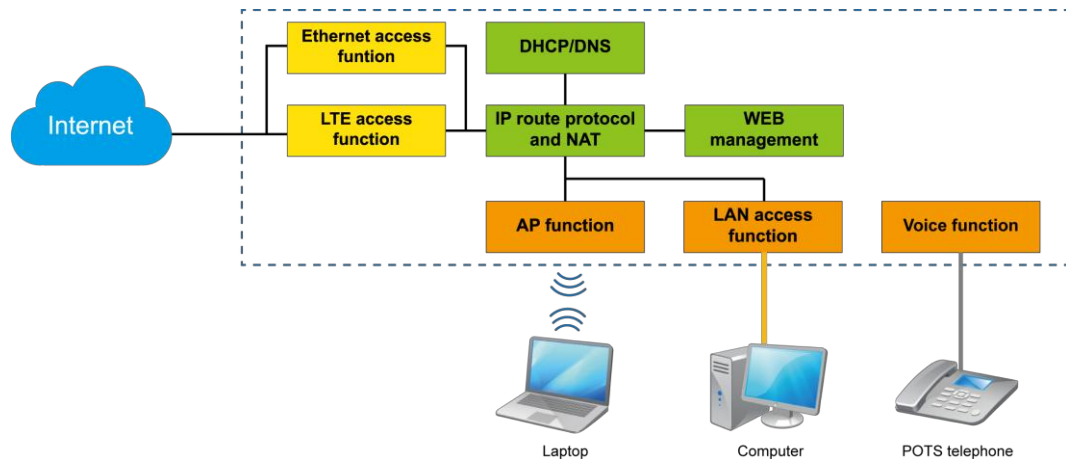 Ethernet access
funtion
DHCP/DNS
Internet
LTE access
function
IP route protocol
and NAT
WEB
management
AP function
LAN access
function
Voice function
Laptop
Computer
POTS telephone